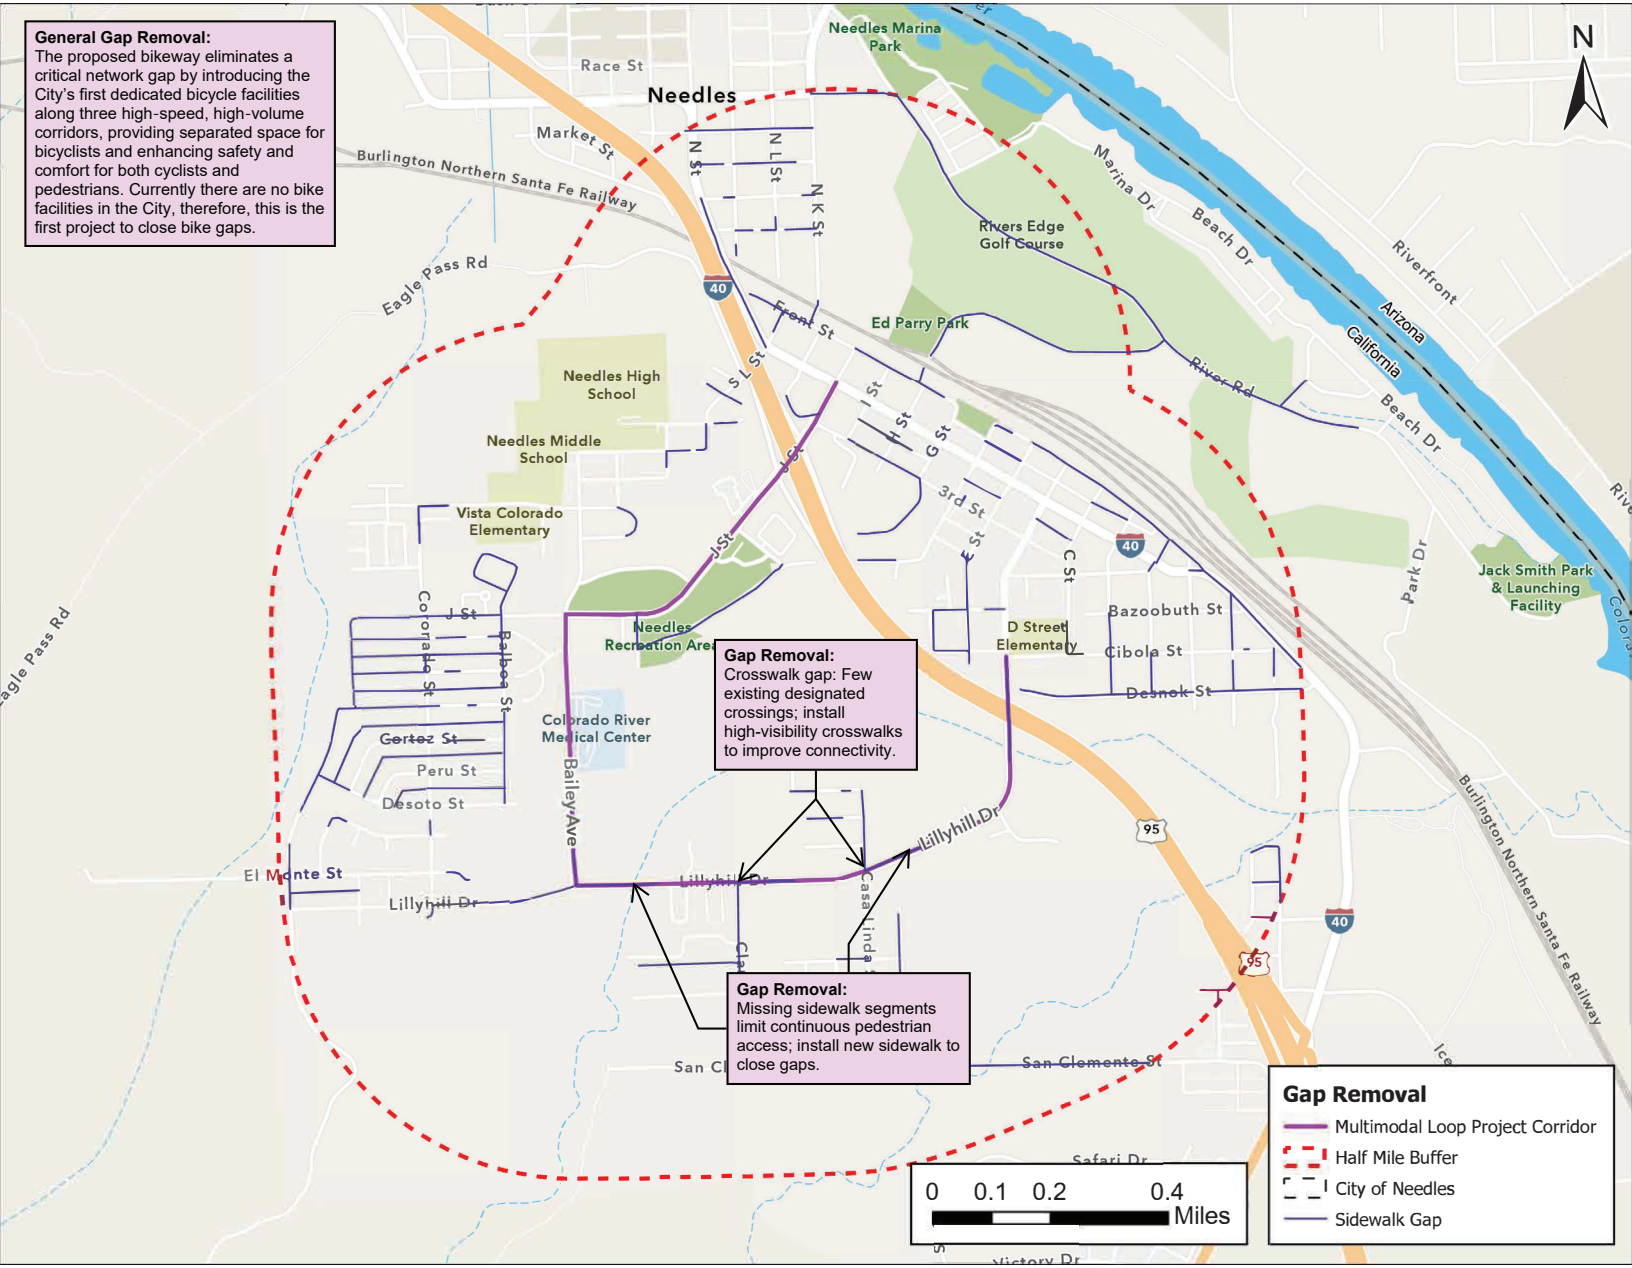 General Gap Removal:
The proposed bikeway eliminates a
critical network gap by introducing the
City's first dedicated bicycle facilities
along three high-speed, high-volume
corridors, providing separated space for
bicyclists and enhancing safety and
comfort for both cyclists and
pedestrians. Currently there are no bike
facilities in the City, therefore, this is the
first project to close bike gaps.
Needles Marina
Park
N
Race St
Needles
Market St
N St
N L St
N K St
Burlington Northern Santa Fe Railway
Marina Dr
Beach Dr
Riverfront
Rivers Edge
Golf Course
Eagle Pass Rd
40
Front St
Ed Parry Park
Arizona
California
S L St
River Rd
Needles High
School
I St
H St
G St
Beach Dr
Needles Middle
School
J St
3rd St
Vista Colorado
Elementary
J St
E St
C St
40
Park Dr
Jack Smith Park
& Launching
Facility
Eagle Pass Rd
Coronado St
J St
Balboa St
Needles
Recreation Area
D Street
Elementary
Bazoobuth St
Cibola St
Desnok St
Gap Removal:
Crosswalk gap: Few
existing designated
crossings; install
high-visibility crosswalks
to improve connectivity.
Colorado River
Medical Center
Cortez St
Peru St
Desoto St
Bailey Ave
Lillyhill Dr
95
Burlington Northern Santa Fe Railway
El Monte St
Lillyhill Dr
Lillyhill Dr
Casa Linda S
Cla
40
95
Gap Removal:
Missing sidewalk segments
limit continuous pedestrian
access; install new sidewalk to
close gaps.
San Cl
San Clemente St
Ice
Safari Dr
Victory Dr
0 0.1 0.2 0.4
Miles
Gap Removal
Multimodal Loop Project Corridor
Half Mile Buffer
City of Needles
Sidewalk Gap